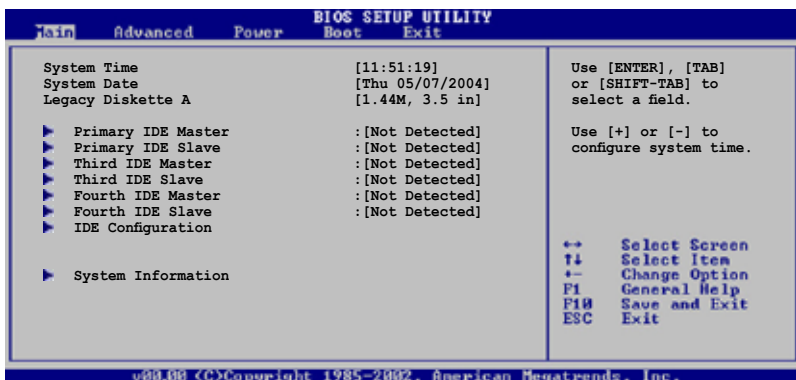 BIOS SETUP UTILITY
Main Advanced Power Boot Exit
System Time [11:51:19]
System Date [Thu 05/07/2004]
Legacy Diskette A [1.44M, 3.5 in]
Primary IDE Master :[Not Detected]
Primary IDE Slave :[Not Detected]
Third IDE Master :[Not Detected]
Third IDE Slave :[Not Detected]
Fourth IDE Master :[Not Detected]
Fourth IDE Slave :[Not Detected]
IDE Configuration
System Information
Use [ENTER], [TAB]
or [SHIFT-TAB] to
select a field.
Use [+] or [-] to
configure system time.
↔ Select Screen
↑↓ Select Item
+- Change Option
F1 General Help
F10 Save and Exit
ESC Exit
v00.00 (C)Copyright 1985-2002, American Megatrends, Inc.